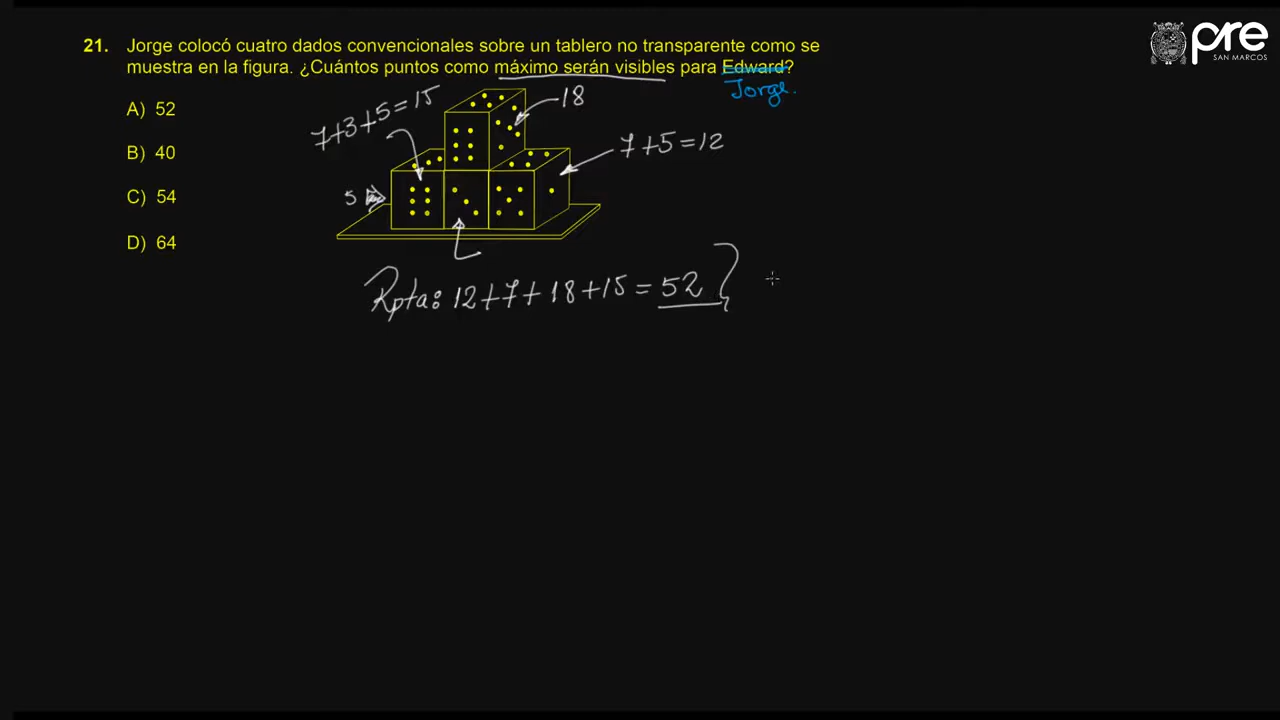 pre
SAN MARCOS
21. Jorge colocó cuatro dados convencionales sobre un tablero no transparente como se
muestra en la figura. ¿Cuántos puntos como máximo serán visibles para Edward?
Jorge.
A) 52
B) 40
C) 54
D) 64
7+3+5=15
18
7+5=12
5
Rpta: 12+7+18+15=52